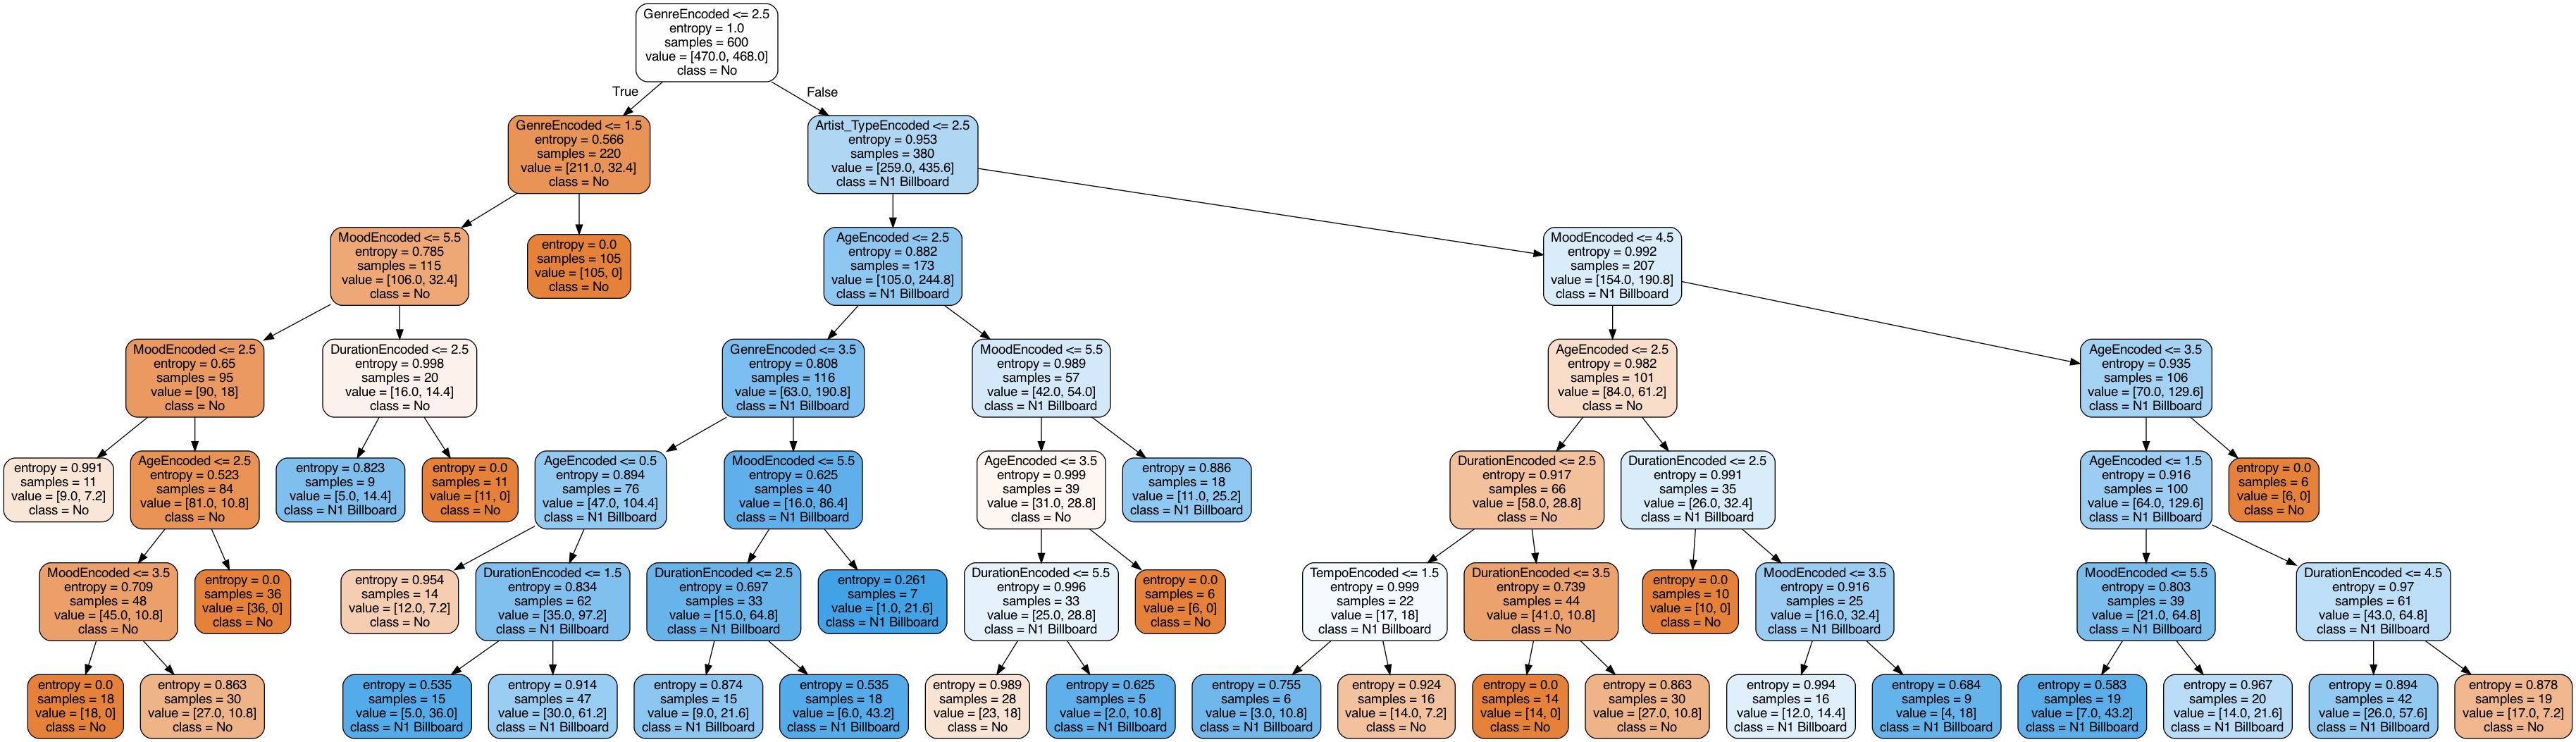 GenreEncoded <= 2.5
entropy = 1.0
samples = 600
value = [470.0, 468.0]
class = No
True
False
GenreEncoded <= 1.5
entropy = 0.566
samples = 220
value = [211.0, 32.4]
class = No
Artist_TypeEncoded <= 2.5
entropy = 0.953
samples = 380
value = [259.0, 435.6]
class = N1 Billboard
MoodEncoded <= 5.5
entropy = 0.785
samples = 115
value = [106.0, 32.4]
class = No
entropy = 0.0
samples = 105
value = [105, 0]
class = No
AgeEncoded <= 2.5
entropy = 0.882
samples = 173
value = [105.0, 244.8]
class = N1 Billboard
MoodEncoded <= 4.5
entropy = 0.992
samples = 207
value = [154.0, 190.8]
class = N1 Billboard
MoodEncoded <= 2.5
entropy = 0.65
samples = 95
value = [90, 18]
class = No
DurationEncoded <= 2.5
entropy = 0.998
samples = 20
value = [16.0, 14.4]
class = No
GenreEncoded <= 3.5
entropy = 0.808
samples = 116
value = [63.0, 190.8]
class = N1 Billboard
MoodEncoded <= 5.5
entropy = 0.989
samples = 57
value = [42.0, 54.0]
class = N1 Billboard
AgeEncoded <= 2.5
entropy = 0.982
samples = 101
value = [84.0, 61.2]
class = No
AgeEncoded <= 3.5
entropy = 0.935
samples = 106
value = [70.0, 129.6]
class = N1 Billboard
entropy = 0.991
samples = 11
value = [9.0, 7.2]
class = No
AgeEncoded <= 2.5
entropy = 0.523
samples = 84
value = [81.0, 10.8]
class = No
entropy = 0.823
samples = 9
value = [5.0, 14.4]
class = N1 Billboard
entropy = 0.0
samples = 11
value = [11, 0]
class = No
AgeEncoded <= 0.5
entropy = 0.894
samples = 76
value = [47.0, 104.4]
class = N1 Billboard
MoodEncoded <= 5.5
entropy = 0.625
samples = 40
value = [16.0, 86.4]
class = N1 Billboard
AgeEncoded <= 3.5
entropy = 0.999
samples = 39
value = [31.0, 28.8]
class = No
entropy = 0.886
samples = 18
value = [11.0, 25.2]
class = N1 Billboard
DurationEncoded <= 2.5
entropy = 0.917
samples = 66
value = [58.0, 28.8]
class = No
DurationEncoded <= 2.5
entropy = 0.991
samples = 35
value = [26.0, 32.4]
class = N1 Billboard
AgeEncoded <= 1.5
entropy = 0.916
samples = 100
value = [64.0, 129.6]
class = N1 Billboard
entropy = 0.0
samples = 6
value = [6, 0]
class = No
MoodEncoded <= 3.5
entropy = 0.709
samples = 48
value = [45.0, 10.8]
class = No
entropy = 0.0
samples = 36
value = [36, 0]
class = No
entropy = 0.954
samples = 14
value = [12.0, 7.2]
class = No
DurationEncoded <= 1.5
entropy = 0.834
samples = 62
value = [35.0, 97.2]
class = N1 Billboard
DurationEncoded <= 2.5
entropy = 0.697
samples = 33
value = [15.0, 64.8]
class = N1 Billboard
entropy = 0.261
samples = 7
value = [1.0, 21.6]
class = N1 Billboard
DurationEncoded <= 5.5
entropy = 0.996
samples = 33
value = [25.0, 28.8]
class = N1 Billboard
entropy = 0.0
samples = 6
value = [6, 0]
class = No
TempoEncoded <= 1.5
entropy = 0.999
samples = 22
value = [17, 18]
class = N1 Billboard
DurationEncoded <= 3.5
entropy = 0.739
samples = 44
value = [41.0, 10.8]
class = No
entropy = 0.0
samples = 10
value = [10, 0]
class = No
MoodEncoded <= 3.5
entropy = 0.916
samples = 25
value = [16.0, 32.4]
class = N1 Billboard
MoodEncoded <= 5.5
entropy = 0.803
samples = 39
value = [21.0, 64.8]
class = N1 Billboard
DurationEncoded <= 4.5
entropy = 0.97
samples = 61
value = [43.0, 64.8]
class = N1 Billboard
entropy = 0.0
samples = 18
value = [18, 0]
class = No
entropy = 0.863
samples = 30
value = [27.0, 10.8]
class = No
entropy = 0.535
samples = 15
value = [5.0, 36.0]
class = N1 Billboard
entropy = 0.914
samples = 47
value = [30.0, 61.2]
class = N1 Billboard
entropy = 0.874
samples = 15
value = [9.0, 21.6]
class = N1 Billboard
entropy = 0.535
samples = 18
value = [6.0, 43.2]
class = N1 Billboard
entropy = 0.989
samples = 28
value = [23, 18]
class = No
entropy = 0.625
samples = 5
value = [2.0, 10.8]
class = N1 Billboard
entropy = 0.755
samples = 6
value = [3.0, 10.8]
class = N1 Billboard
entropy = 0.924
samples = 16
value = [14.0, 7.2]
class = No
entropy = 0.0
samples = 14
value = [14, 0]
class = No
entropy = 0.863
samples = 30
value = [27.0, 10.8]
class = No
entropy = 0.994
samples = 16
value = [12.0, 14.4]
class = N1 Billboard
entropy = 0.684
samples = 9
value = [4, 18]
class = N1 Billboard
entropy = 0.583
samples = 19
value = [7.0, 43.2]
class = N1 Billboard
entropy = 0.967
samples = 20
value = [14.0, 21.6]
class = N1 Billboard
entropy = 0.894
samples = 42
value = [26.0, 57.6]
class = N1 Billboard
entropy = 0.878
samples = 19
value = [17.0, 7.2]
class = No